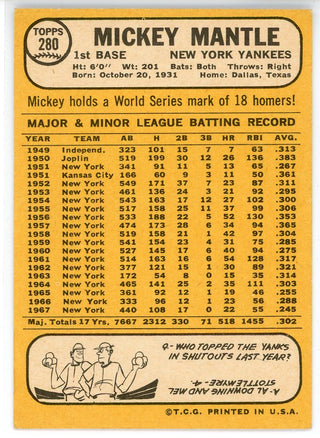 TOPPS
280
MICKEY MANTLE
1st BASE NEW YORK YANKEES
Ht: 6'0" Wt: 201 Bats: Both Throws: Right
Born: October 20, 1931 Home: Dallas, Texas
Mickey holds a World Series mark of 18 homers!
MAJOR & MINOR LEAGUE BATTING RECORD
YEAR TEAM AB H 2B 3B HR RBI AVG.
1949 Independ. 323 101 15 7 7 63 .313
1950 Joplin 519 199 30 12 26 136 .383
1951 New York 341 91 11 5 13 65 .267
1951 Kansas City 166 60 9 3 11 50 .361
1952 New York 549 171 37 7 23 87 .311
1953 New York 461 136 24 3 21 92 .295
1954 New York 543 163 17 12 27 102 .300
1955 New York 517 158 25 11 37 99 .306
1956 New York 533 188 22 5 52 130 .353
1957 New York 474 173 28 6 34 94 .365
1958 New York 519 158 21 1 42 97 .304
1959 New York 541 154 23 4 31 75 .285
1960 New York 527 145 17 6 40 94 .275
1961 New York 514 163 16 6 54 128 .317
1962 New York 377 121 15 1 30 89 .321
1963 New York 172 54 8 0 15 35 .314
1964 New York 465 141 25 2 35 111 .303
1965 New York 361 92 12 1 19 46 .255
1966 New York 333 96 12 1 23 56 .288
1967 New York 440 108 17 0 22 55 .245
Maj. Totals 17 Yrs. 7667 2312 330 71 518 1455 .302
Q-WHO TOPPED THE YANKS
IN SHUTOUTS LAST YEAR?
A-AL DOWNING AND MEL
STOTTLEMYRE-4.
©T.C.G. PRINTED IN U.S.A.